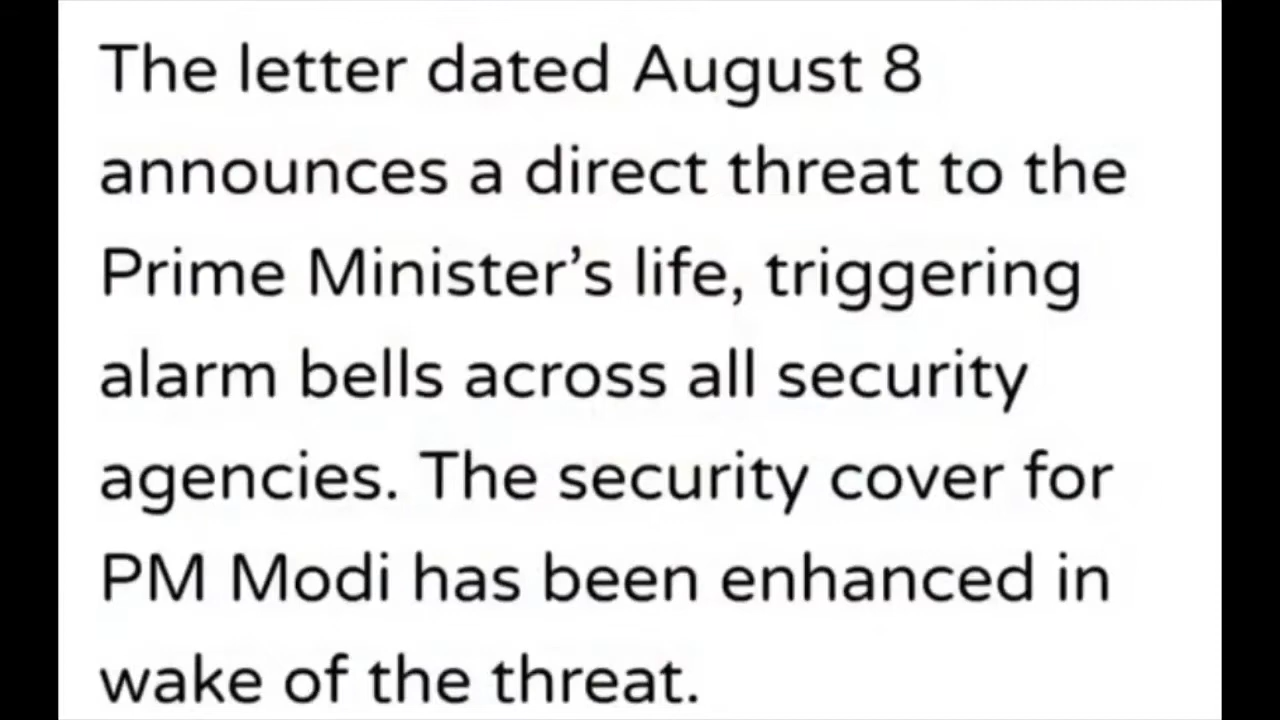 The letter dated August 8
announces a direct threat to the
Prime Minister’s life, triggering
alarm bells across all security
agencies. The security cover for
PM Modi has been enhanced in
wake of the threat.